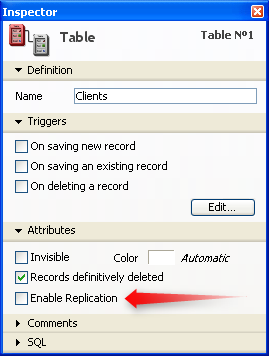 Inspector
Table Table Nº1
Definition
Name Clients
Triggers
On saving new record
On saving an existing record
On deleting a record
Edit...
Attributes
Invisible Color Automatic
Records definitively deleted
Enable Replication
Comments
SQL